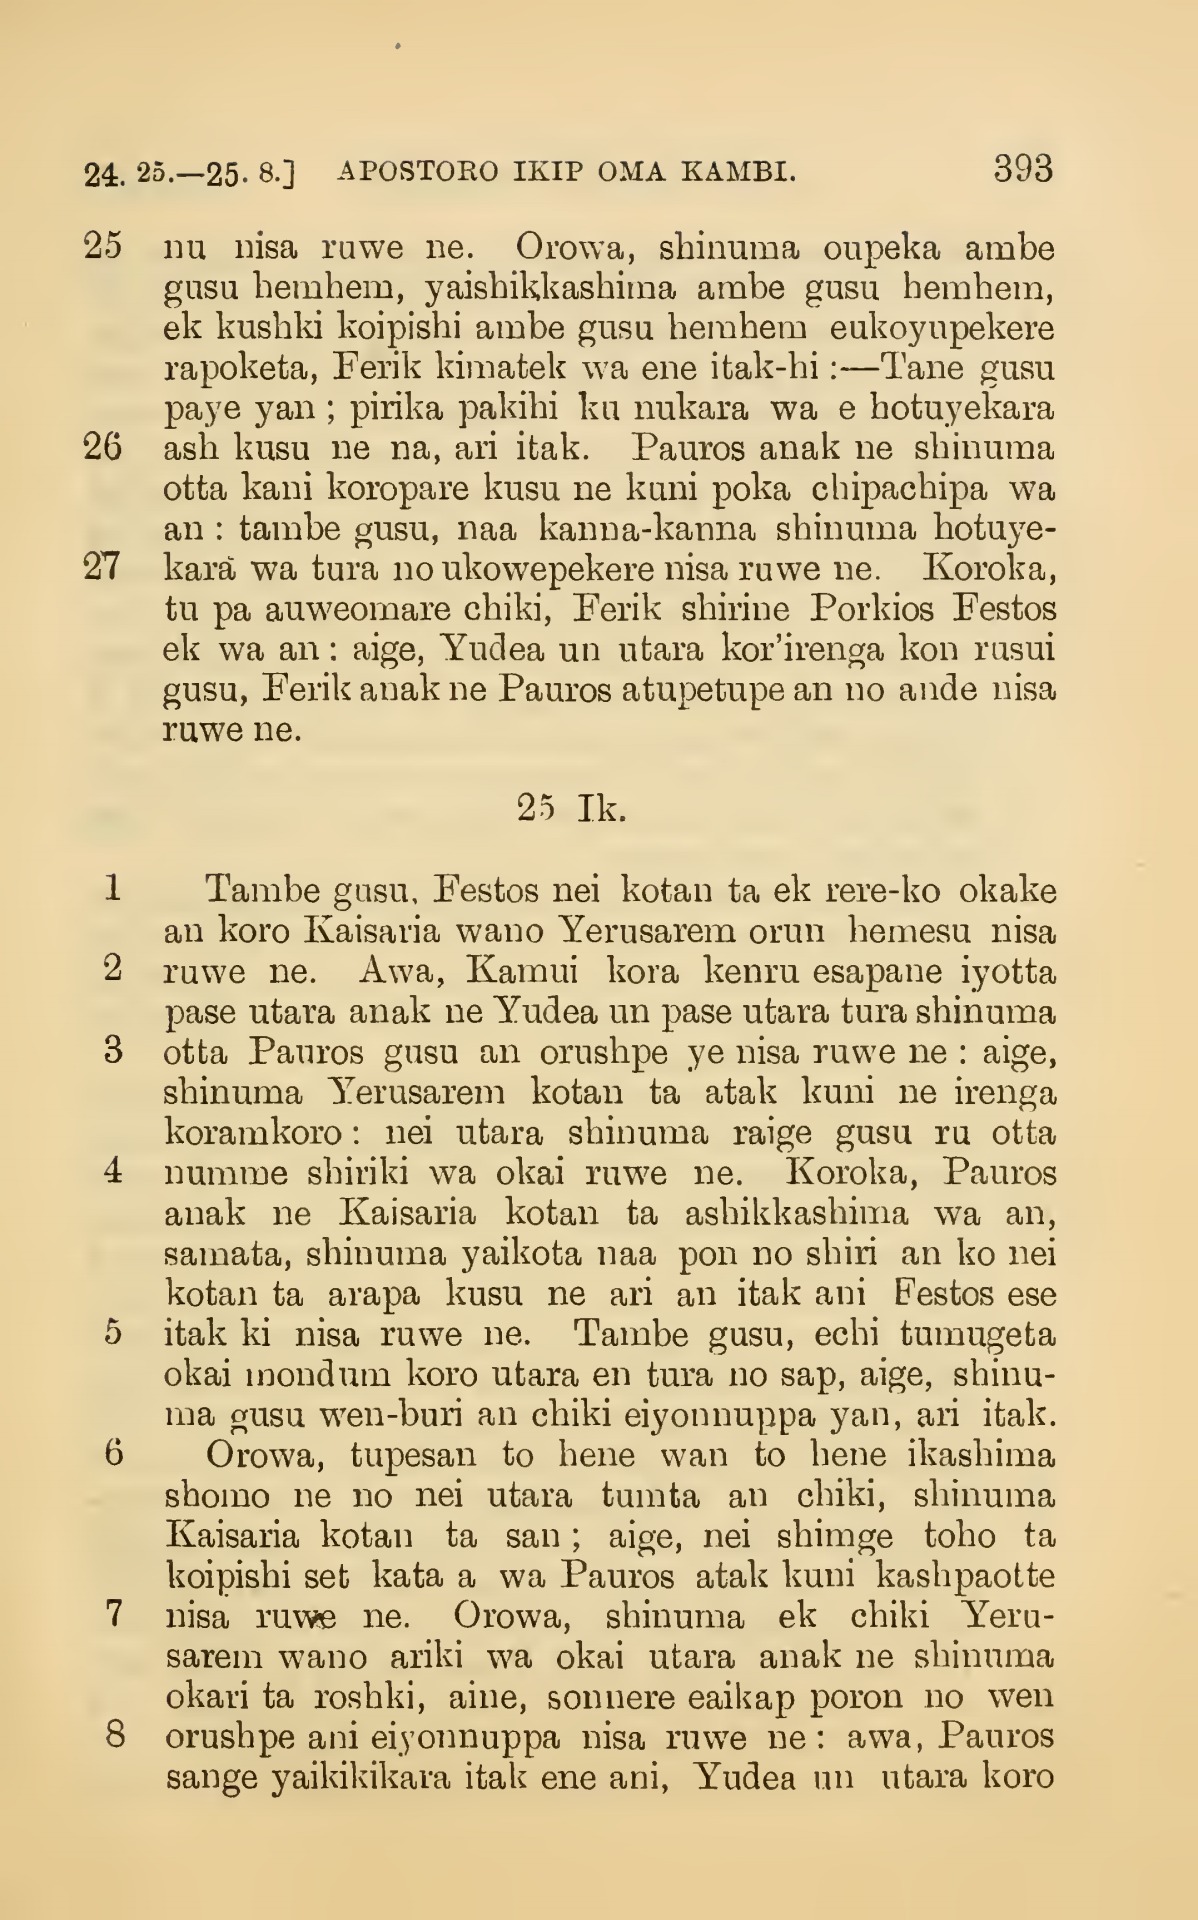 24. 25.—25. 8.] APOSTORO IKIP OMA KAMBI. 393
25 nu nisa ruwe ne. Orowa, shinuma oupeka ambe
gusu hemhem, yaishikkashima ambe gusu hemhem,
ek kushki koipishi ambe gusu hemhem eukoyupekere
rapoketa, Ferik kimatek wa ene itak-hi :—Tane gusu
paye yan ; pirika pakihi ku nukara wa e hotuyekara
26 ash kusu ne na, ari itak. Pauros anak ne shinuma
otta kani koropare kusu ne kuni poka chipachipa wa
an : tambe gusu, naa kanna-kanna shinuma hotuye-
27 kara wa tura no ukowepekere nisa ruwe ne. Koroka,
tu pa auweomare chiki, Ferik shirine Porkios Festos
ek wa an : aige, Yudea un utara kor'irenga kon rusui
gusu, Ferik anak ne Pauros atupetupe an no ande nisa
ruwe ne.
25 Ik.
1 Tambe gusu, Festos nei kotan ta ek rere-ko okake
an koro Kaisaria wano Yerusarem orun hemesu nisa
2 ruwe ne. Awa, Kamui kora kenru esapane iyotta
pase utara anak ne Yudea un pase utara tura shinuma
3 otta Pauros gusu an orushpe ye nisa ruwe ne : aige,
shinuma Yerusarem kotan ta atak kuni ne irenga
koramkoro : nei utara shinuma raige gusu ru otta
4 numme shiriki wa okai ruwe ne. Koroka, Pauros
anak ne Kaisaria kotan ta ashikkashima wa an,
samata, shinuma yaikota naa pon no shiri an ko nei
kotan ta arapa kusu ne ari an itak ani Festos ese
5 itak ki nisa ruwe ne. Tambe gusu, echi tumugeta
okai mondum koro utara en tura no sap, aige, shinu-
ma gusu wen-buri an chiki eiyonnuppa yan, ari itak.
6 Orowa, tupesan to hene wan to hene ikashima
shomo ne no nei utara tumta an chiki, shinuma
Kaisaria kotan ta san ; aige, nei shimge toho ta
koipishi set kata a wa Pauros atak kuni kashpaotte
7 nisa ruwe ne. Orowa, shinuma ek chiki Yeru-
sarem wano ariki wa okai utara anak ne shinuma
okari ta roshki, aine, sonnere eaikap poron no wen
8 orushpe ani eiyonnuppa nisa ruwe ne : awa, Pauros
sange yaikikikara itak ene ani, Yudea un utara koro